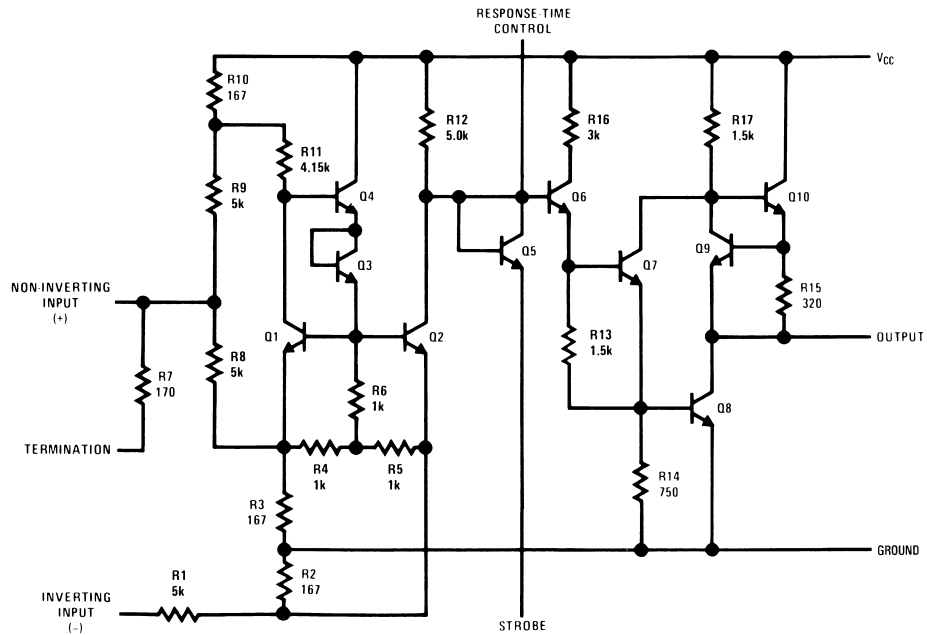 RESPONSE-TIME
CONTROL
VCC
R10
167
R12
5.0k
R16
3k
R17
1.5k
R11
4.15k
R9
5k
Q4
Q6
Q10
Q3
Q5
Q7
Q9
NON-INVERTING
INPUT
(+)
R15
320
Q1
Q2
OUTPUT
R8
5k
R13
1.5k
R7
170
R6
1k
Q8
TERMINATION
R4
1k
R5
1k
R14
750
R3
167
GROUND
R1
5k
R2
167
INVERTING
INPUT
(−)
STROBE